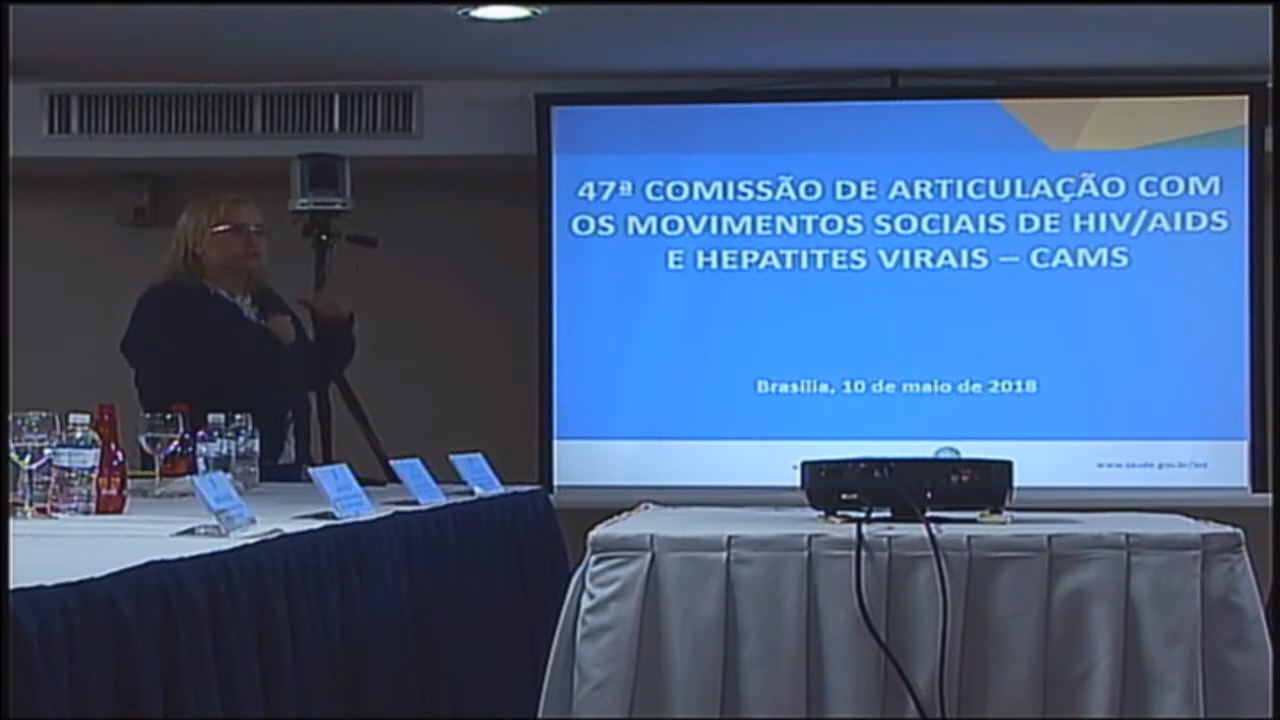 47ª COMISSÃO DE ARTICULAÇÃO COM
OS MOVIMENTOS SOCIAIS DE HIV/AIDS
E HEPATITES VIRAIS – CAMS
Brasília, 10 de maio de 2018